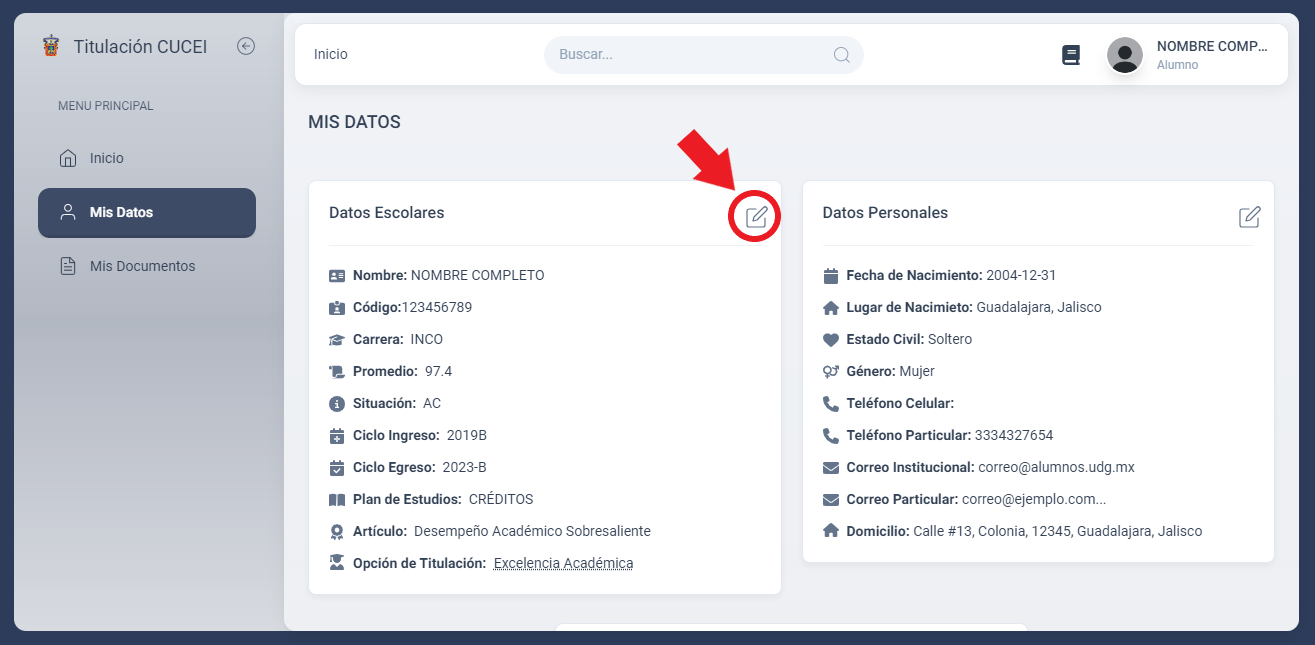 Titulación CUCEI
MENU PRINCIPAL
Inicio
Mis Datos
Mis Documentos
Inicio
Buscar...
NOMBRE COMP...
Alumno
MIS DATOS
Datos Escolares
Nombre: NOMBRE COMPLETO
Código:123456789
Carrera: INCO
Promedio: 97.4
Situación: AC
Ciclo Ingreso: 2019B
Ciclo Egreso: 2023-B
Plan de Estudios: CRÉDITOS
Artículo: Desempeño Académico Sobresaliente
Opción de Titulación: Excelencia Académica
Datos Personales
Fecha de Nacimiento: 2004-12-31
Lugar de Nacimieto: Guadalajara, Jalisco
Estado Civil: Soltero
Género: Mujer
Teléfono Celular:
Teléfono Particular: 3334327654
Correo Institucional: correo@alumnos.udg.mx
Correo Particular: correo@ejemplo.com...
Domicilio: Calle #13, Colonia, 12345, Guadalajara, Jalisco